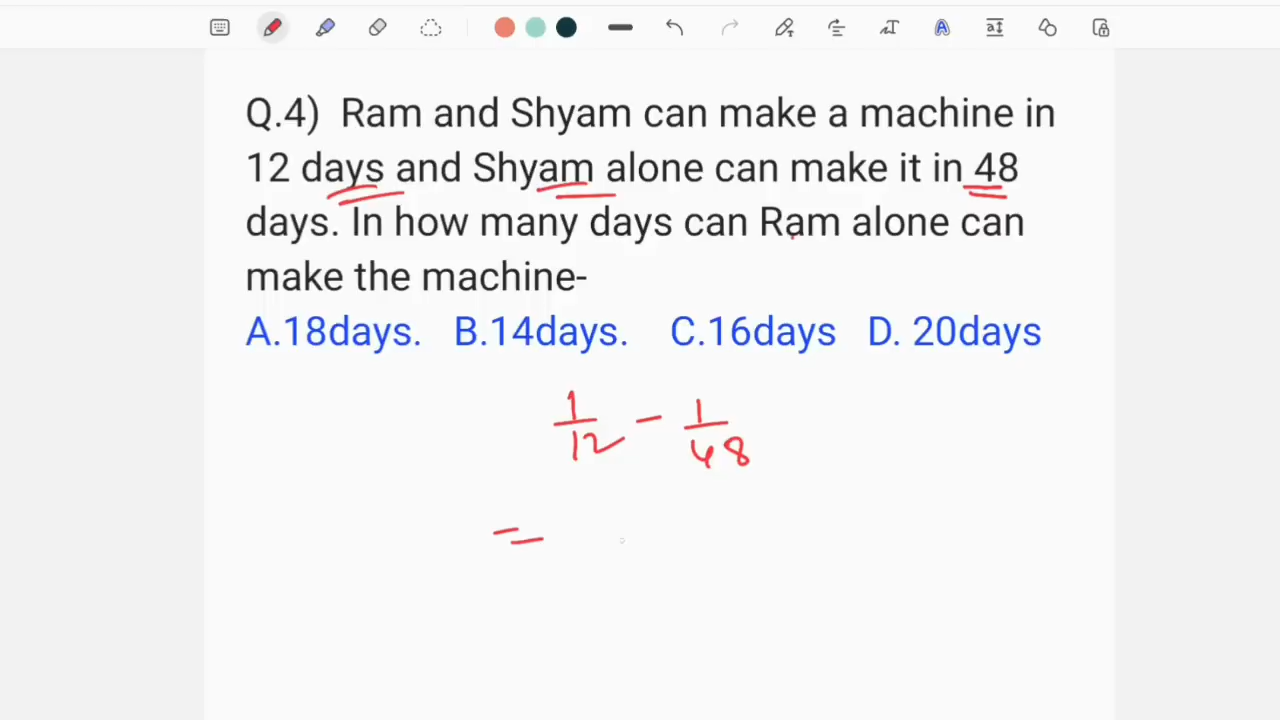 Q.4) Ram and Shyam can make a machine in
12 days and Shyam alone can make it in 48
days. In how many days can Ram alone can
make the machine-
A.18days. B.14days. C.16days D. 20days
1/12 - 1/48
=